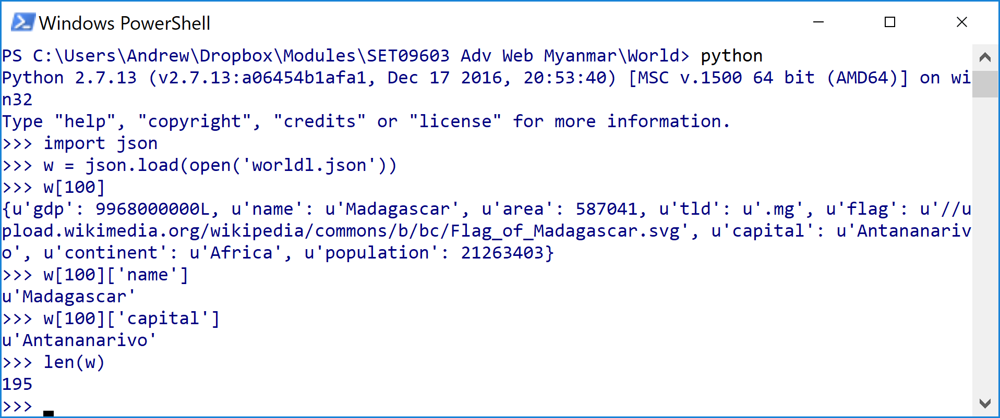 Windows PowerShell
PS C:\Users\Andrew\Dropbox\Modules\SET09603 Adv Web Myanmar\World> python
Python 2.7.13 (v2.7.13:a06454b1afa1, Dec 17 2016, 20:53:40) [MSC v.1500 64 bit (AMD64)] on wi
n32
Type "help", "copyright", "credits" or "license" for more information.
>>> import json
>>> w = json.load(open('worldl.json'))
>>> w[100]
{u'gdp': 9968000000L, u'name': u'Madagascar', u'area': 587041, u'tld': u'.mg', u'flag': u'//u
pload.wikimedia.org/wikipedia/commons/b/bc/Flag_of_Madagascar.svg', u'capital': u'Antananariv
o', u'continent': u'Africa', u'population': 21263403}
>>> w[100]['name']
u'Madagascar'
>>> w[100]['capital']
u'Antananarivo'
>>> len(w)
195
>>>